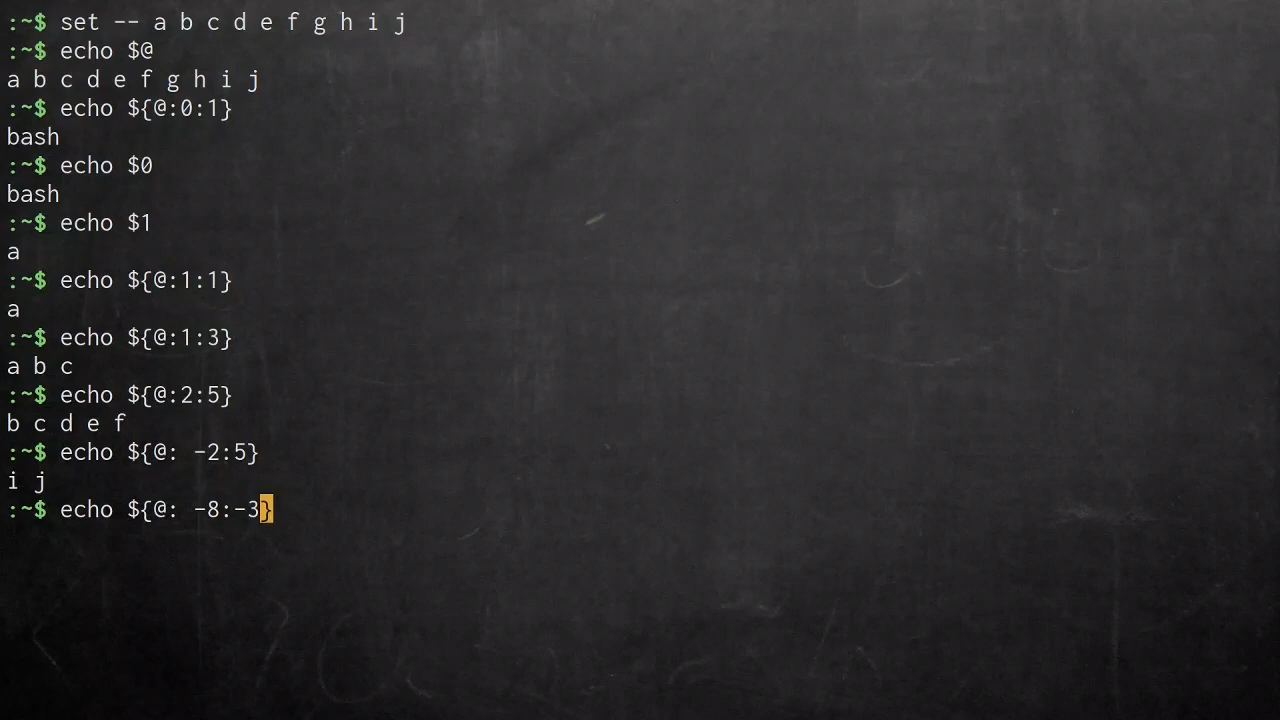 :~$ set -- a b c d e f g h i j
:~$ echo $@
a b c d e f g h i j
:~$ echo ${@:0:1}
bash
:~$ echo $0
bash
:~$ echo $1
a
:~$ echo ${@:1:1}
a
:~$ echo ${@:1:3}
a b c
:~$ echo ${@:2:5}
b c d e f
:~$ echo ${@: -2:5}
i j
:~$ echo ${@: -8:-3}